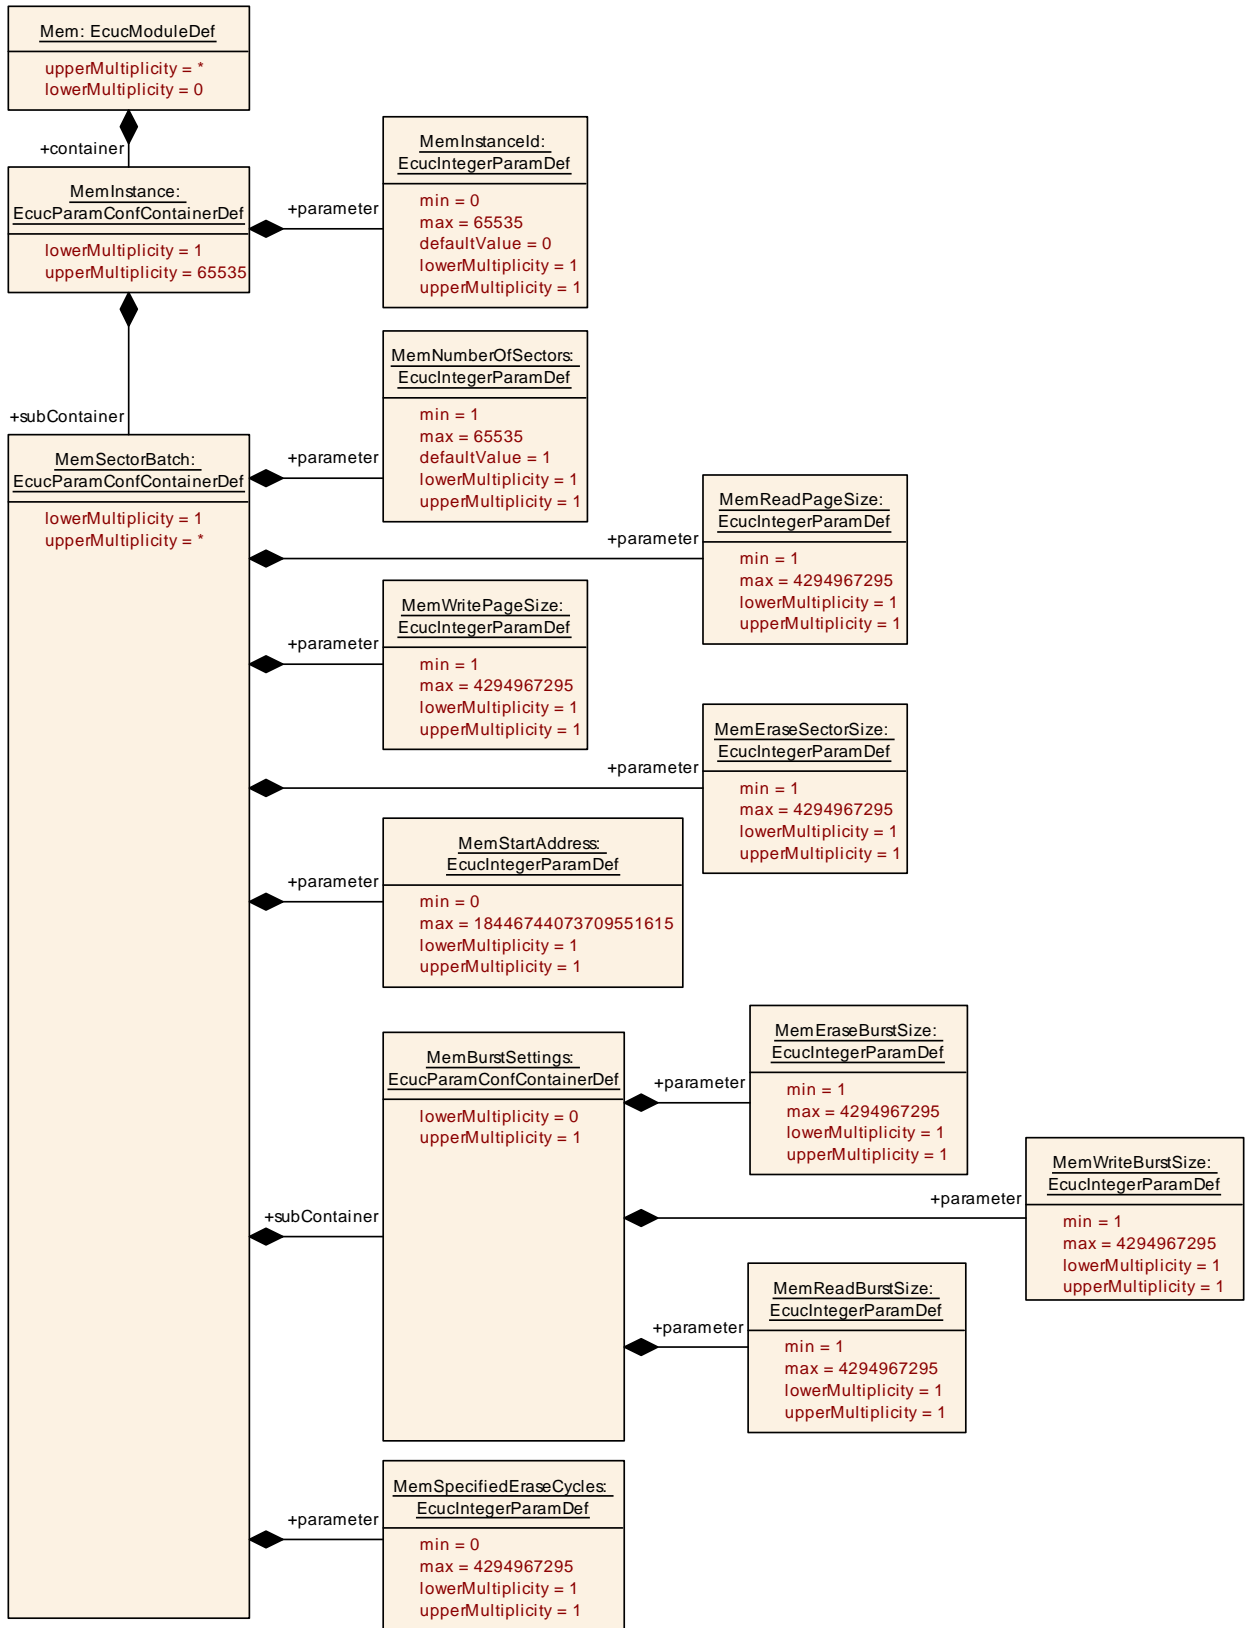 Mem: EcucModuleDef
upperMultiplicity = *
lowerMultiplicity = 0
+container
MemInstance:
EcucParamConfContainerDef
lowerMultiplicity = 1
upperMultiplicity = 65535
+parameter
MemInstanceId:
EcucIntegerParamDef
min = 0
max = 65535
defaultValue = 0
lowerMultiplicity = 1
upperMultiplicity = 1
+subContainer
MemSectorBatch:
EcucParamConfContainerDef
lowerMultiplicity = 1
upperMultiplicity = *
+parameter
MemNumberOfSectors:
EcucIntegerParamDef
min = 1
max = 65535
defaultValue = 1
lowerMultiplicity = 1
upperMultiplicity = 1
+parameter
MemReadPageSize:
EcucIntegerParamDef
min = 1
max = 4294967295
lowerMultiplicity = 1
upperMultiplicity = 1
+parameter
MemWritePageSize:
EcucIntegerParamDef
min = 1
max = 4294967295
lowerMultiplicity = 1
upperMultiplicity = 1
+parameter
MemEraseSectorSize:
EcucIntegerParamDef
min = 1
max = 4294967295
lowerMultiplicity = 1
upperMultiplicity = 1
+parameter
MemStartAddress:
EcucIntegerParamDef
min = 0
max = 18446744073709551615
lowerMultiplicity = 1
upperMultiplicity = 1
+subContainer
MemBurstSettings:
EcucParamConfContainerDef
lowerMultiplicity = 0
upperMultiplicity = 1
+parameter
MemEraseBurstSize:
EcucIntegerParamDef
min = 1
max = 4294967295
lowerMultiplicity = 1
upperMultiplicity = 1
+parameter
MemWriteBurstSize:
EcucIntegerParamDef
min = 1
max = 4294967295
lowerMultiplicity = 1
upperMultiplicity = 1
+parameter
MemReadBurstSize:
EcucIntegerParamDef
min = 1
max = 4294967295
lowerMultiplicity = 1
upperMultiplicity = 1
+parameter
MemSpecifiedEraseCycles:
EcucIntegerParamDef
min = 0
max = 4294967295
lowerMultiplicity = 1
upperMultiplicity = 1